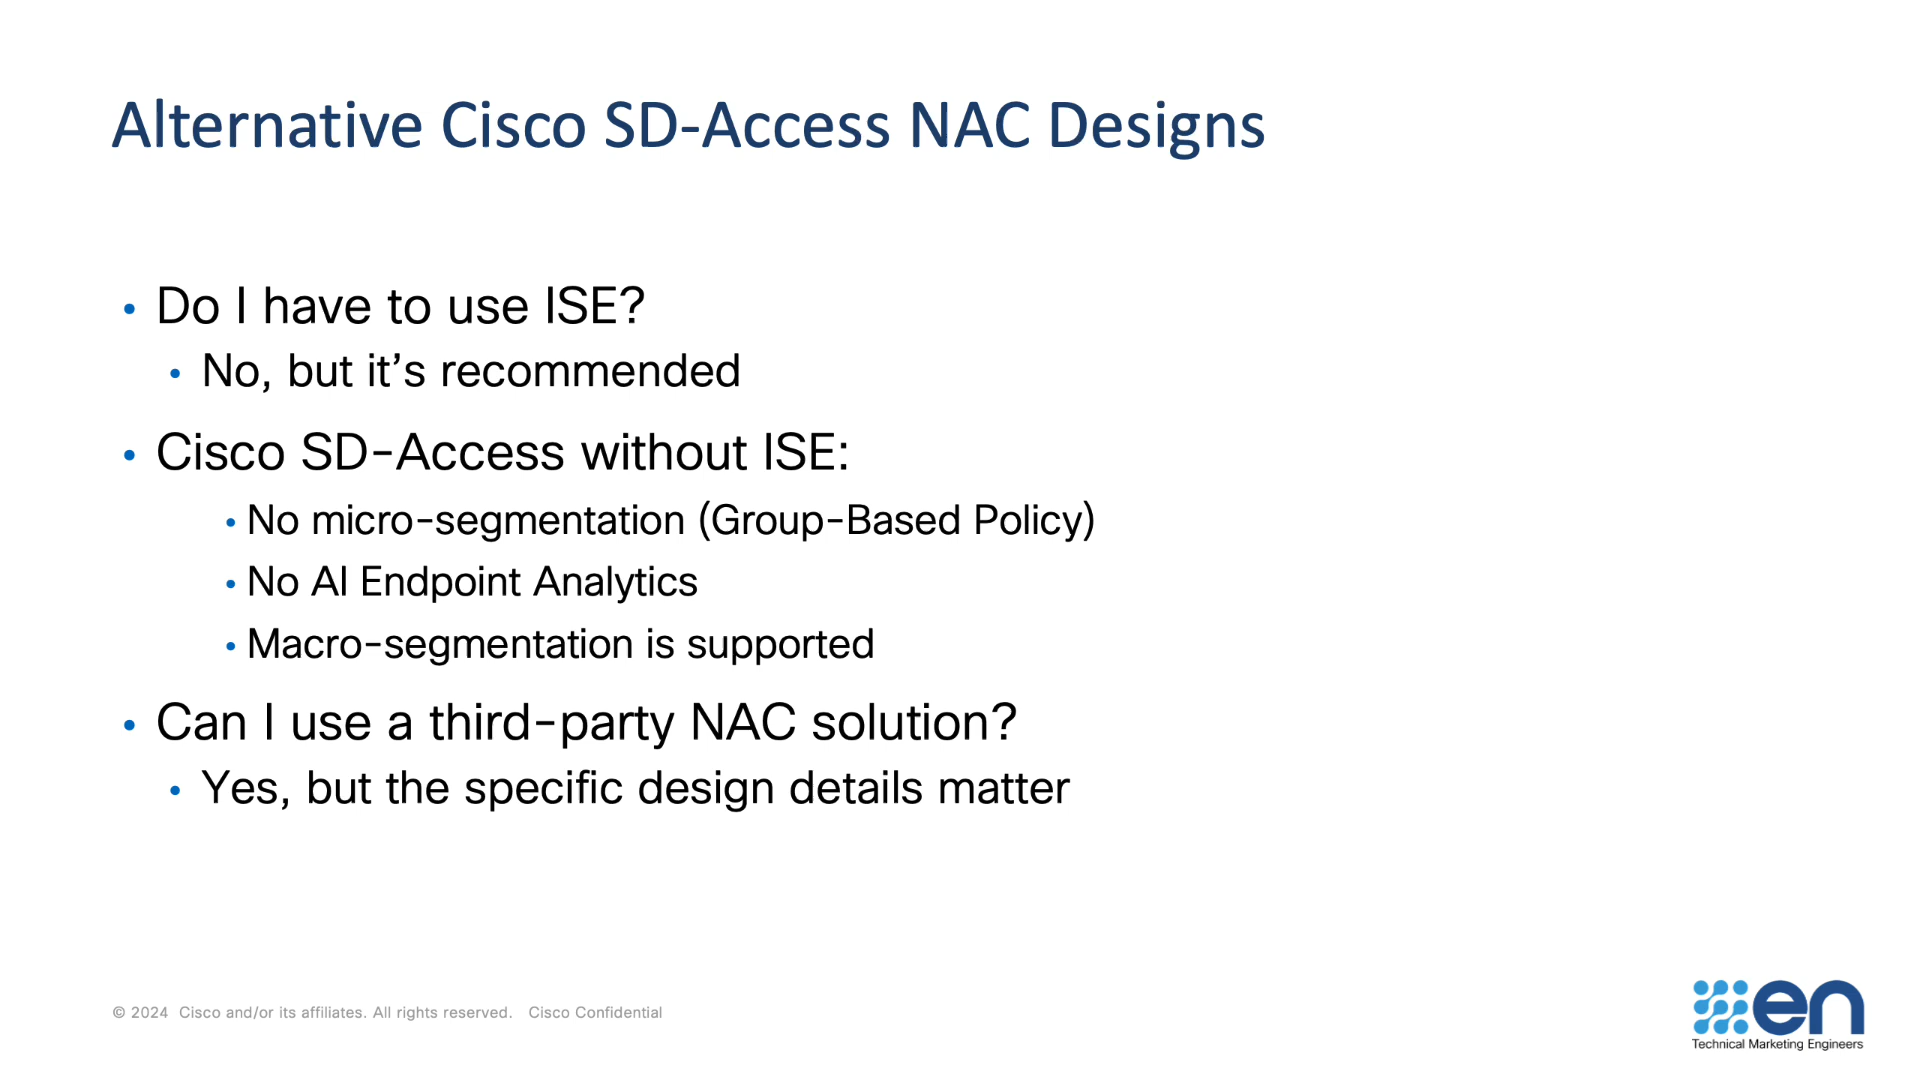 Alternative Cisco SD-Access NAC Designs
• Do I have to use ISE?
• No, but it’s recommended
• Cisco SD-Access without ISE:
• No micro-segmentation (Group-Based Policy)
• No AI Endpoint Analytics
• Macro-segmentation is supported
• Can I use a third-party NAC solution?
• Yes, but the specific design details matter
© 2024 Cisco and/or its affiliates. All rights reserved. Cisco Confidential
en
Technical Marketing Engineers